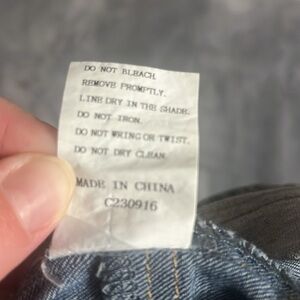 DO NOT BLEACH.
REMOVE PROMPTLY.
LINE DRY IN THE SHADE.
DO NOT IRON.
DO NOT WRING OR TWIST.
DO NOT DRY CLEAN.
MADE IN CHINA
C230916